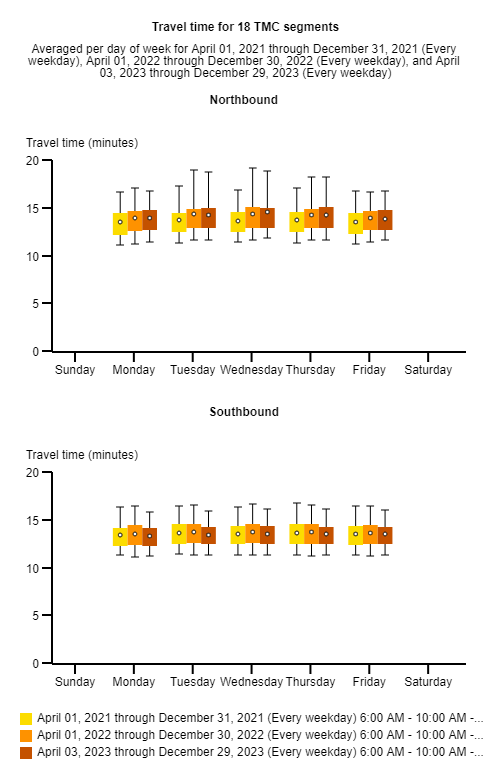 Travel time for 18 TMC segments
Averaged per day of week for April 01, 2021 through December 31, 2021 (Every
weekday), April 01, 2022 through December 30, 2022 (Every weekday), and April
03, 2023 through December 29, 2023 (Every weekday)
Northbound
Travel time (minutes)
20
15
10
5
0
Sunday Monday Tuesday Wednesday Thursday Friday Saturday
Southbound
Travel time (minutes)
20
15
10
5
0
Sunday Monday Tuesday Wednesday Thursday Friday Saturday
April 01, 2021 through December 31, 2021 (Every weekday) 6:00 AM - 10:00 AM -...
April 01, 2022 through December 30, 2022 (Every weekday) 6:00 AM - 10:00 AM -...
April 03, 2023 through December 29, 2023 (Every weekday) 6:00 AM - 10:00 AM -...